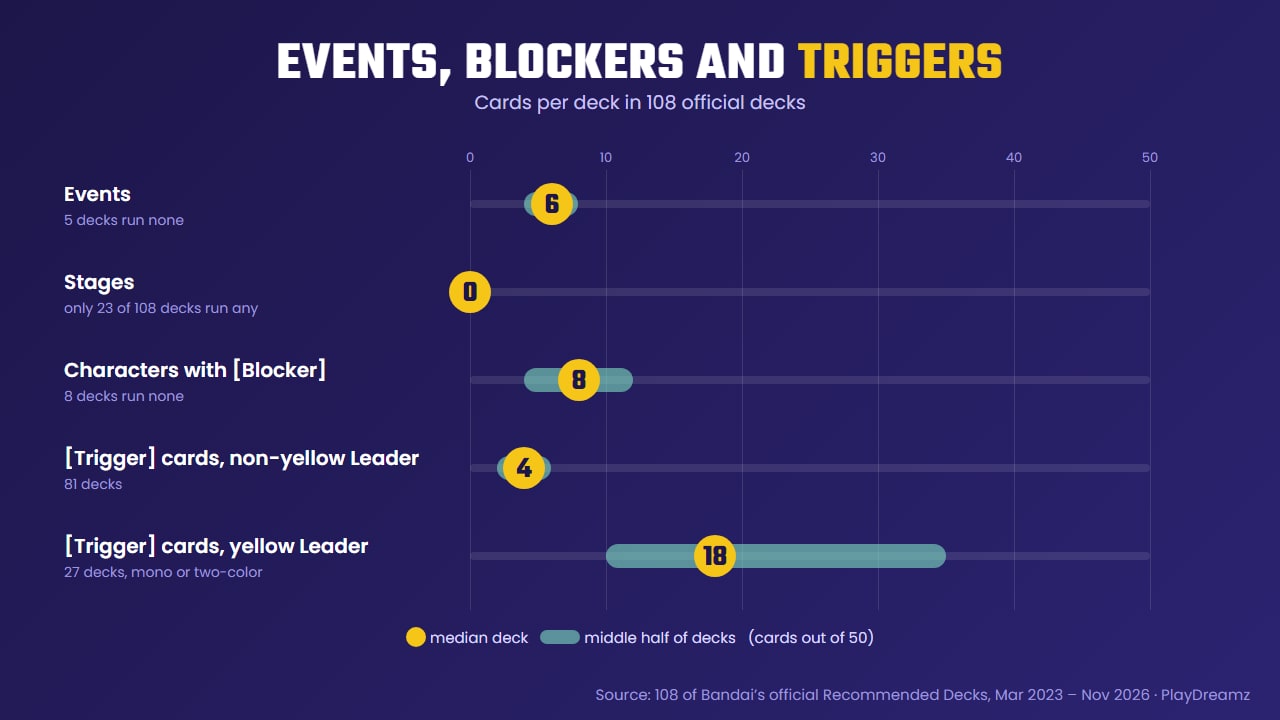 EVENTS, BLOCKERS AND TRIGGERS
Cards per deck in 108 official decks
0 10 20 30 40 50
Events
5 decks run none
6
Stages
only 23 of 108 decks run any
0
Characters with [Blocker]
8 decks run none
8
[Trigger] cards, non-yellow Leader
81 decks
4
[Trigger] cards, yellow Leader
27 decks, mono or two-color
18
median deck middle half of decks (cards out of 50)
Source: 108 of Bandai’s official Recommended Decks, Mar 2023 – Nov 2026 · PlayDreamz